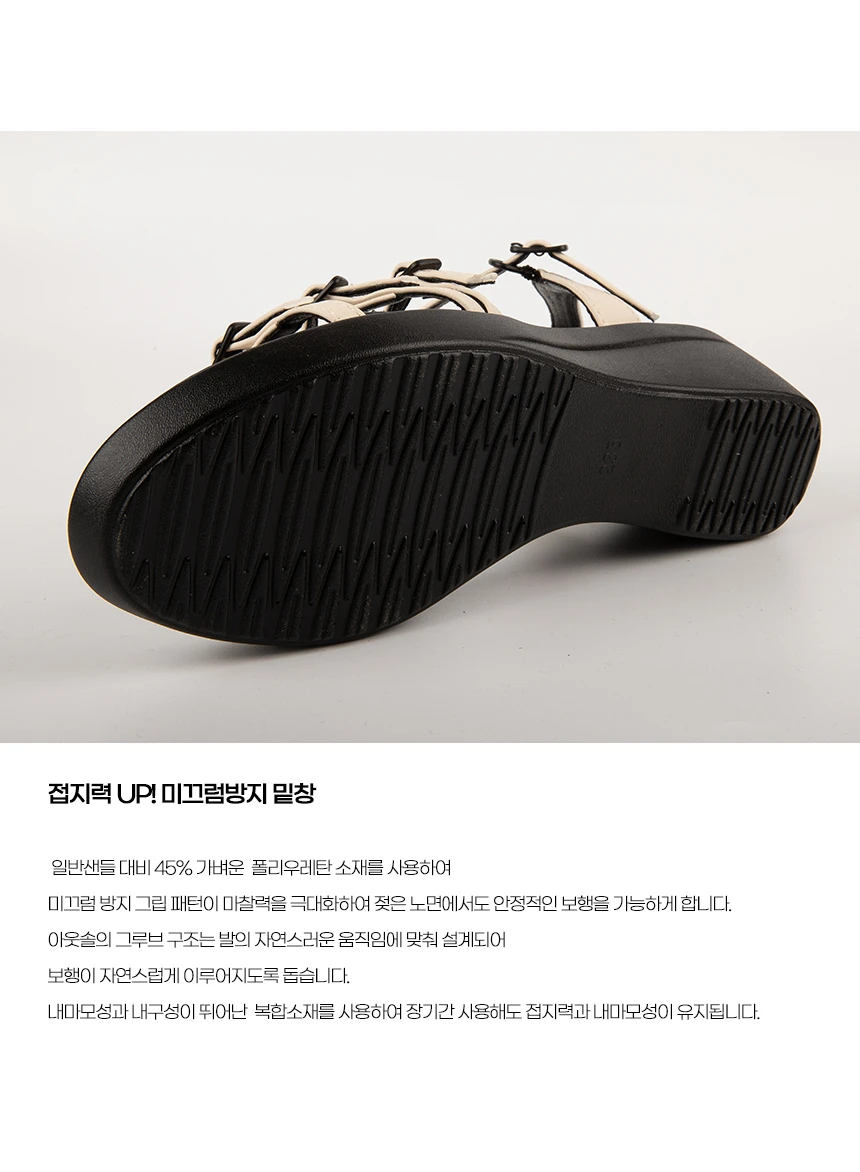 접지력 UP! 미끄럼방지 밑창
일반샌들 대비 45% 가벼운 폴리우레탄 소재를 사용하여
미끄럼 방지 그립 패턴이 마찰력을 극대화하여 젖은 노면에서도 안정적인 보행을 가능하게 합니다.
아웃솔의 그루브 구조는 발의 자연스러운 움직임에 맞춰 설계되어
보행이 자연스럽게 이루어지도록 돕습니다.
내마모성과 내구성이 뛰어난 복합소재를 사용하여 장기간 사용해도 접지력과 내마모성이 유지됩니다.